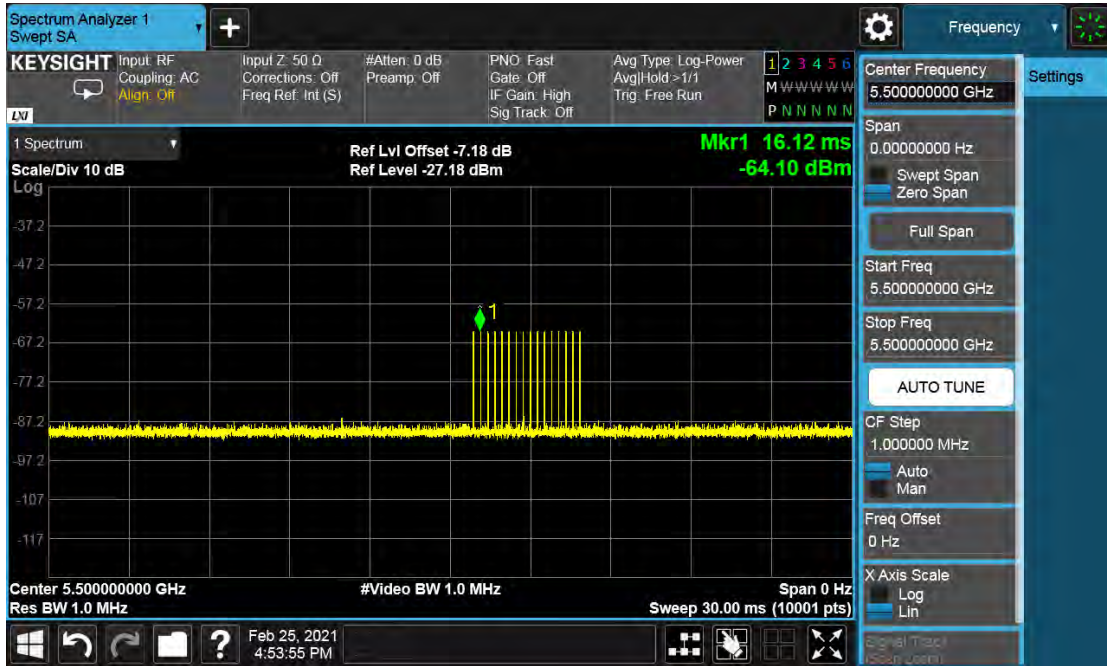 Spectrum Analyzer 1
Swept SA
+
Frequency
KEYSIGHT
Input: RF
Coupling: AC
Align: Off
Input Z: 50 Ω
Corrections: Off
Freq Ref: Int (S)
#Atten: 0 dB
Preamp: Off
PNO: Fast
Gate: Off
IF Gain: High
Sig Track: Off
Avg Type: Log-Power
Avg|Hold >1/1
Trig: Free Run
1 2 3 4 5 6
M W W W W W W
P N N N N N
LXI
1 Spectrum
Scale/Div 10 dB
Ref Lvl Offset -7.18 dB
Ref Level -27.18 dBm
Mkr1 16.12 ms
-64.10 dBm
Log
-37.2
-47.2
-57.2
-67.2
-77.2
-87.2
-97.2
-107
-117
1
Center 5.500000000 GHz
Res BW 1.0 MHz
#Video BW 1.0 MHz
Span 0 Hz
Sweep 30.00 ms (10001 pts)
?
Feb 25, 2021
4:53:55 PM
Center Frequency
5.500000000 GHz
Span
0.00000000 Hz
Swept Span
Zero Span
Full Span
Start Freq
5.500000000 GHz
Stop Freq
5.500000000 GHz
AUTO TUNE
CF Step
1.000000 MHz
Auto
Man
Freq Offset
0 Hz
X Axis Scale
Log
Lin
Signal Track
(Span Zoom)
Settings